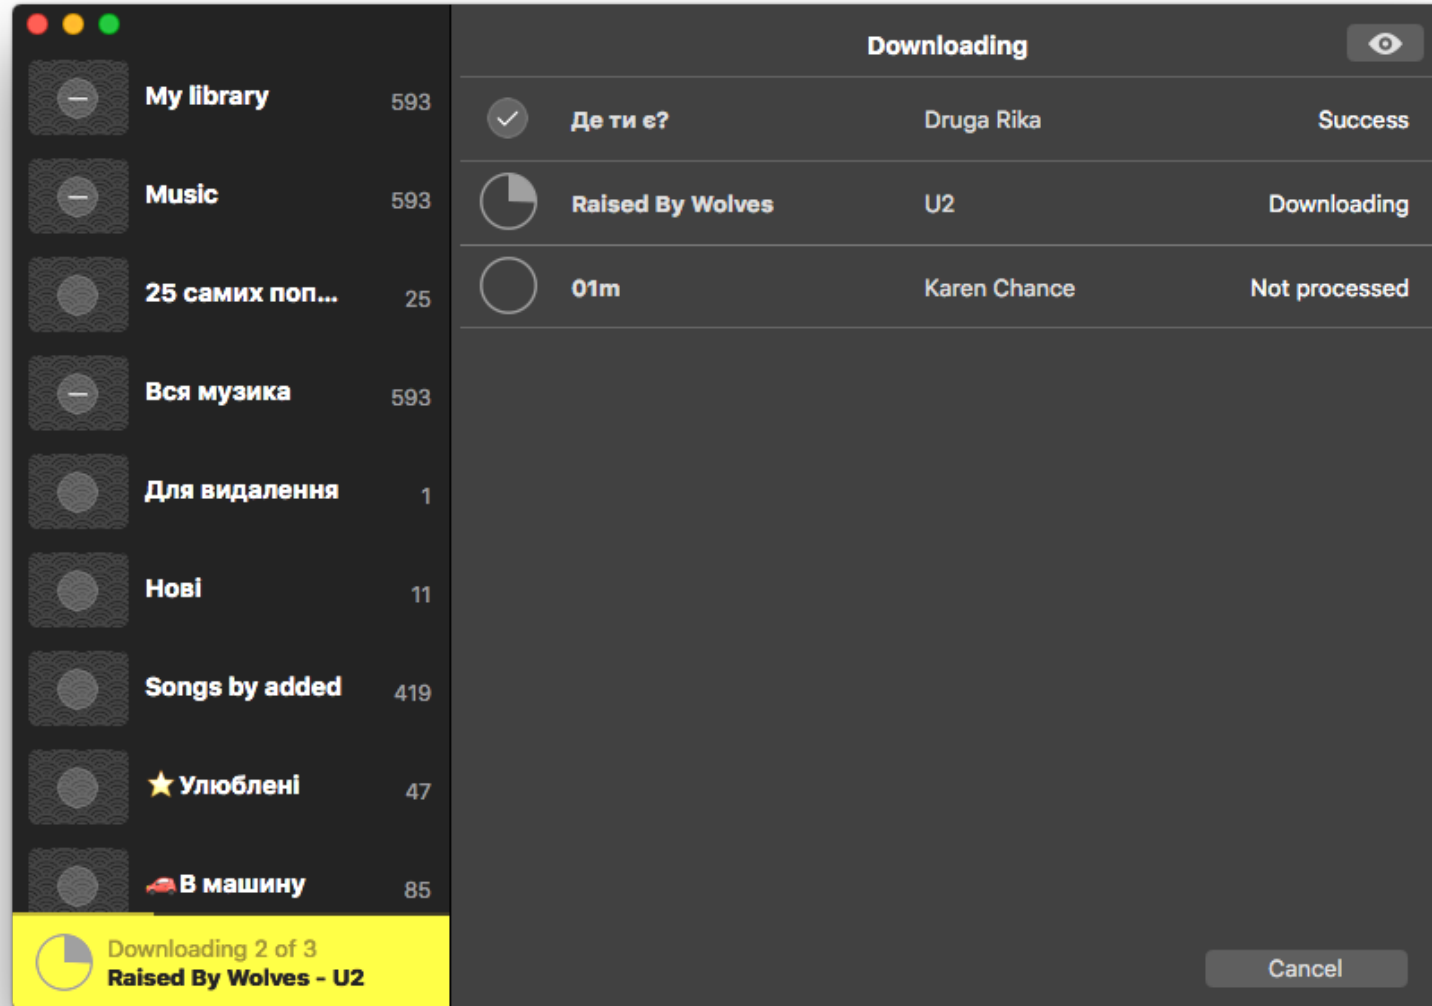 My library 593
Music 593
25 самих поп... 25
Вся музика 593
Для видалення 1
Нові 11
Songs by added 419
⭐Улюблені 47
🚗В машину 85
Downloading 2 of 3
Raised By Wolves - U2
Downloading
Де ти є? Druga Rika Success
Raised By Wolves U2 Downloading
01m Karen Chance Not processed
Cancel